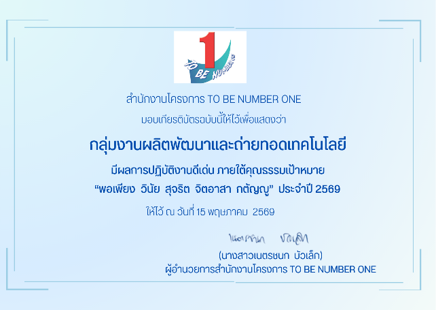 1
TO BE NUMBER ONE
สำนักงานโครงการ TO BE NUMBER ONE
มอบเกียรติบัตรฉบับนี้ให้ไว้เพื่อแสดงว่า
กลุ่มงานผลิตพัฒนาและถ่ายทอดเทคโนโลยี
มีผลการปฏิบัติงานดีเด่น ภายใต้คุณธรรมเป้าหมาย
“พอเพียง วินัย สุจริต จิตอาสา กตัญญู” ประจำปี 2569
ให้ไว้ ณ วันที่ 15 พฤษภาคม 2569
(นางสาวเนตรชนก บัวเล็ก)
ผู้อำนวยการสำนักงานโครงการ TO BE NUMBER ONE